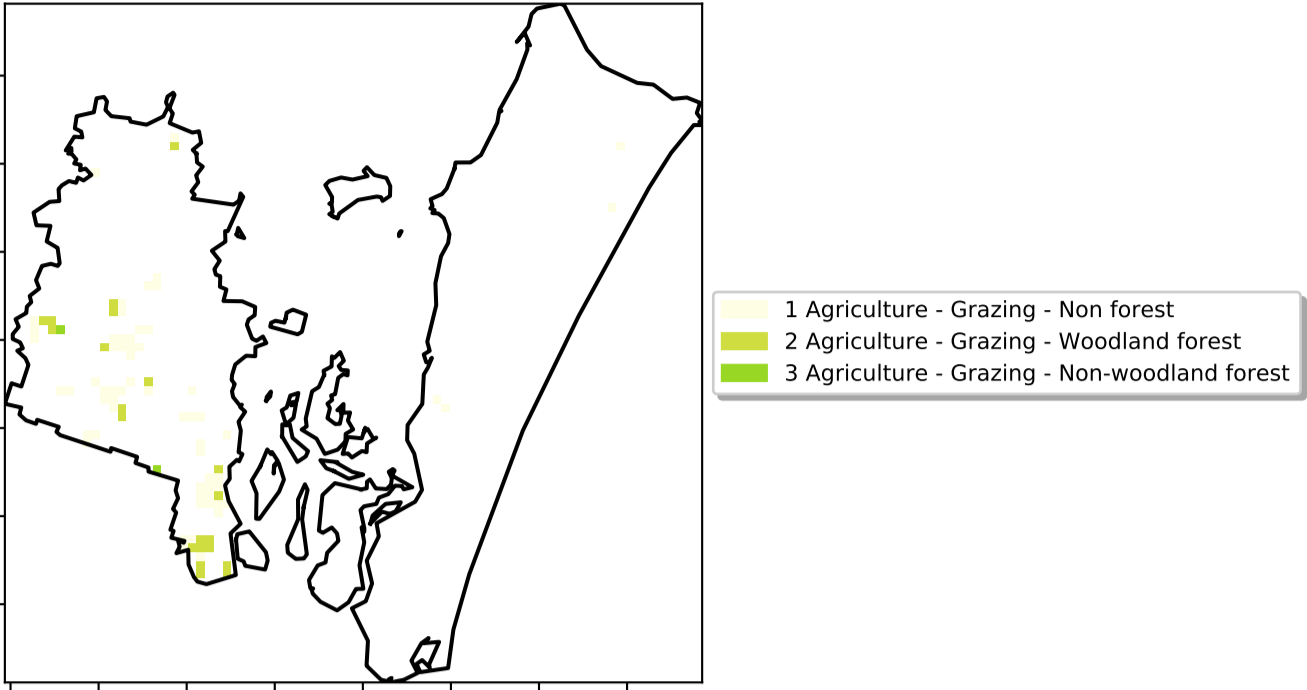 1 Agriculture - Grazing - Non forest
2 Agriculture - Grazing - Woodland forest
3 Agriculture - Grazing - Non-woodland forest